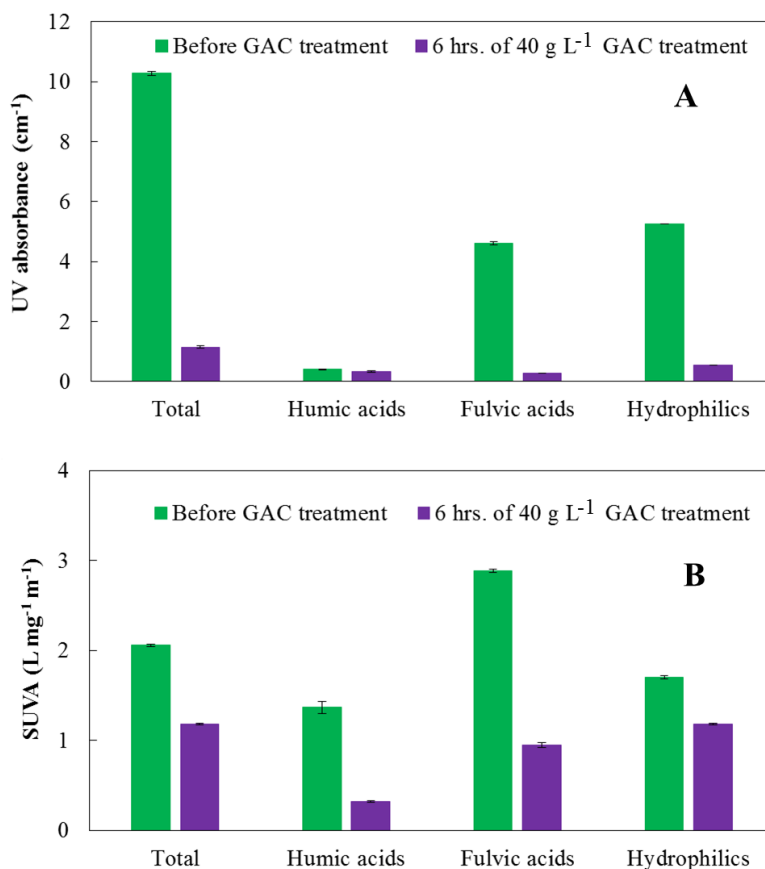 12
Before GAC treatment 6 hrs. of 40 g L⁻¹ GAC treatment
10
A
8
6
4
2
0
UV absorbance (cm⁻¹)
Total Humic acids Fulvic acids Hydrophilics
4
Before GAC treatment 6 hrs. of 40 g L⁻¹ GAC treatment
3
B
2
1
0
SUVA (L mg⁻¹ m⁻¹)
Total Humic acids Fulvic acids Hydrophilics